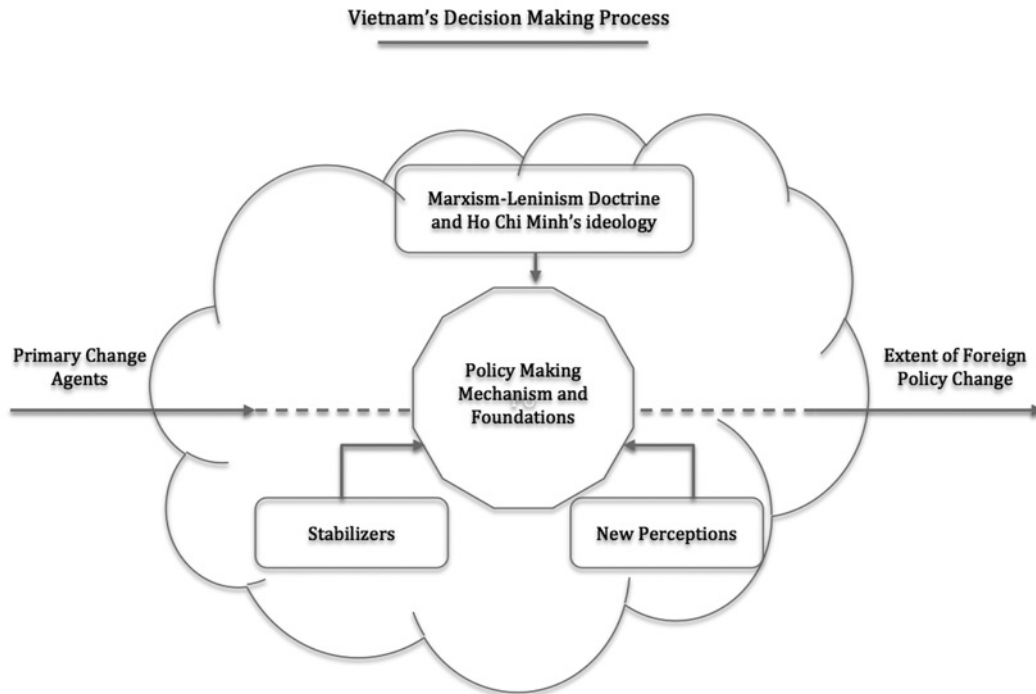 Vietnam's Decision Making Process
Marxism-Leninism Doctrine
and Ho Chi Minh's ideology
Primary Change
Agents
Policy Making
Mechanism and
Foundations
Extent of Foreign
Policy Change
Stabilizers
New Perceptions